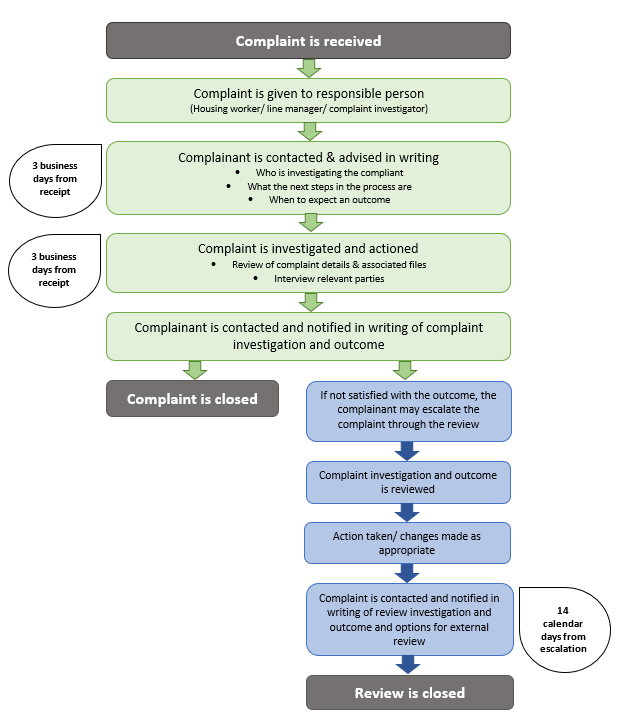 Complaint is received
Complaint is given to responsible person
(Housing worker/ line manager/ complaint investigator)
3 business
days from
receipt
Complainant is contacted & advised in writing
• Who is investigating the compliant
• What the next steps in the process are
• When to expect an outcome
3 business
days from
receipt
Complaint is investigated and actioned
• Review of complaint details & associated files
• Interview relevant parties
Complainant is contacted and notified in writing of complaint
investigation and outcome
Complaint is closed
If not satisfied with the outcome, the
complainant may escalate the
complaint through the review
Complaint investigation and outcome
is reviewed
Action taken/ changes made as
appropriate
Complaint is contacted and notified in
writing of review investigation and
outcome and options for external
review
14
calendar
days from
escalation
Review is closed